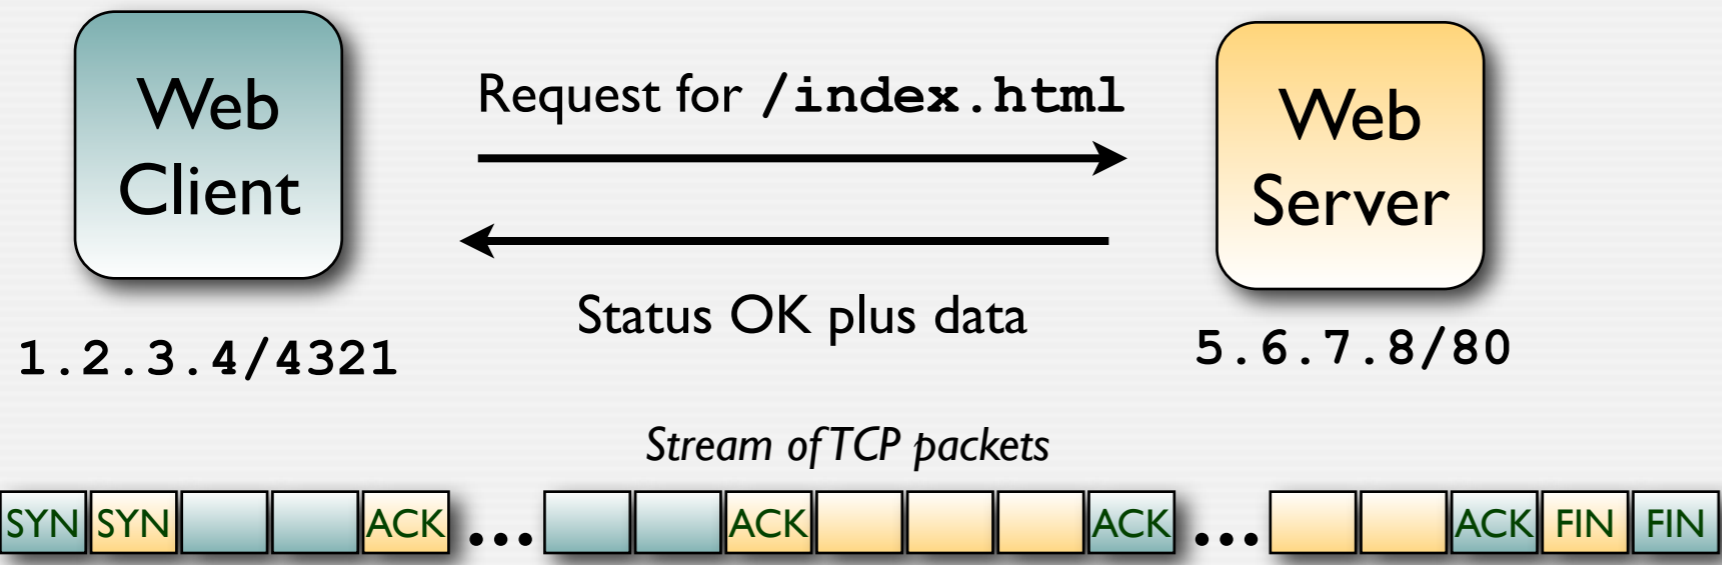 Web
Client
Request for /index.html
Web
Server
Status OK plus data
1.2.3.4/4321
5.6.7.8/80
Stream of TCP packets
SYN SYN ACK ... ACK ACK ... ACK FIN FIN